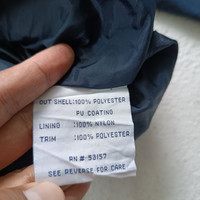 OUT SHELL:100% POLYESTER
PU COATING
LINING :100% NYLON
TRIM :100% POLYESTER
RN # 53157
SEE REVERSE FOR CARE